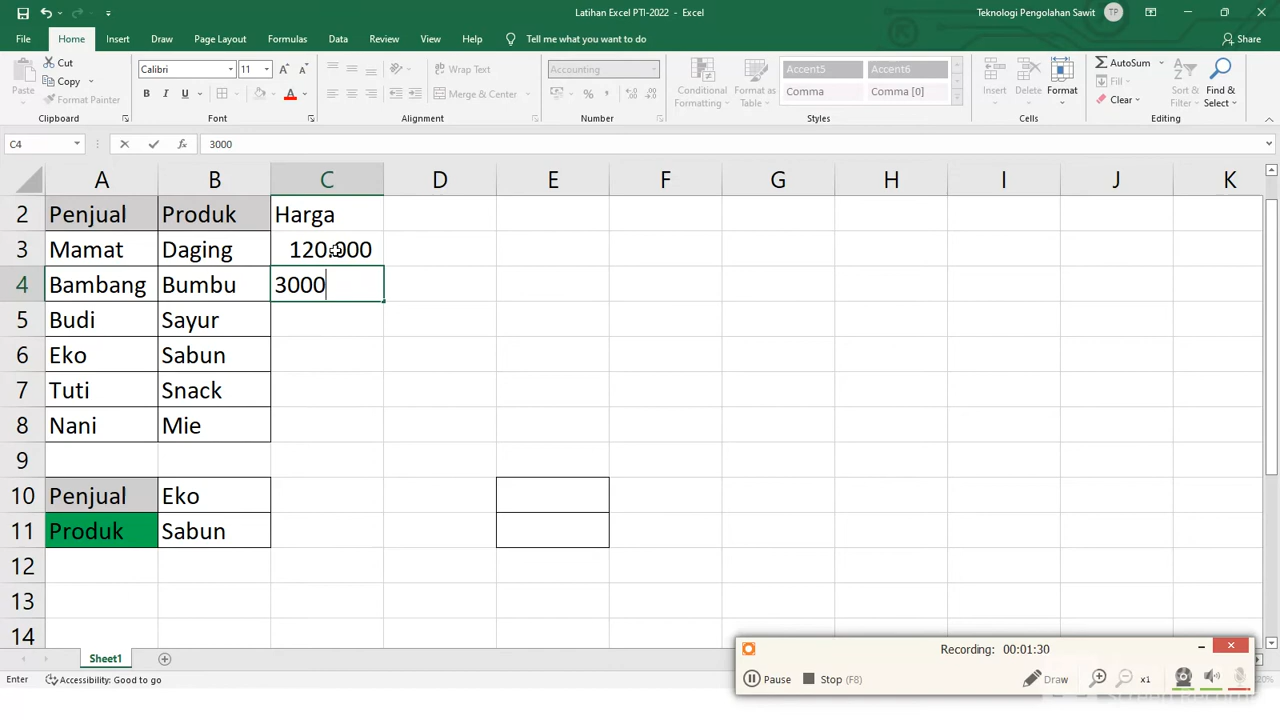 Latihan Excel PTI-2022 - Excel
Teknologi Pengolahan Sawit TP
File Home Insert Draw Page Layout Formulas Data Review View Help Tell me what you want to do Share
Paste Cut Calibri 11 Wrap Text Accounting Conditional Formatting Format as Table Accent5 Accent6 Insert Delete Format AutoSum Sort & Filter Find & Select
Copy Fill
Format Painter B I U A Merge & Center % Comma Comma [0] Clear
Clipboard Font Alignment Number Styles Cells Editing
C4 fx 3000
A B C D E F G H I J K
2 Penjual Produk Harga
3 Mamat Daging 120.000
4 Bambang Bumbu 3000
5 Budi Sayur
6 Eko Sabun
7 Tuti Snack
8 Nani Mie
9
10 Penjual Eko
11 Produk Sabun
12
13
14
Recording: 00:01:30
Sheet1
Pause Stop (F8) Draw x1
Enter Accessibility: Good to go